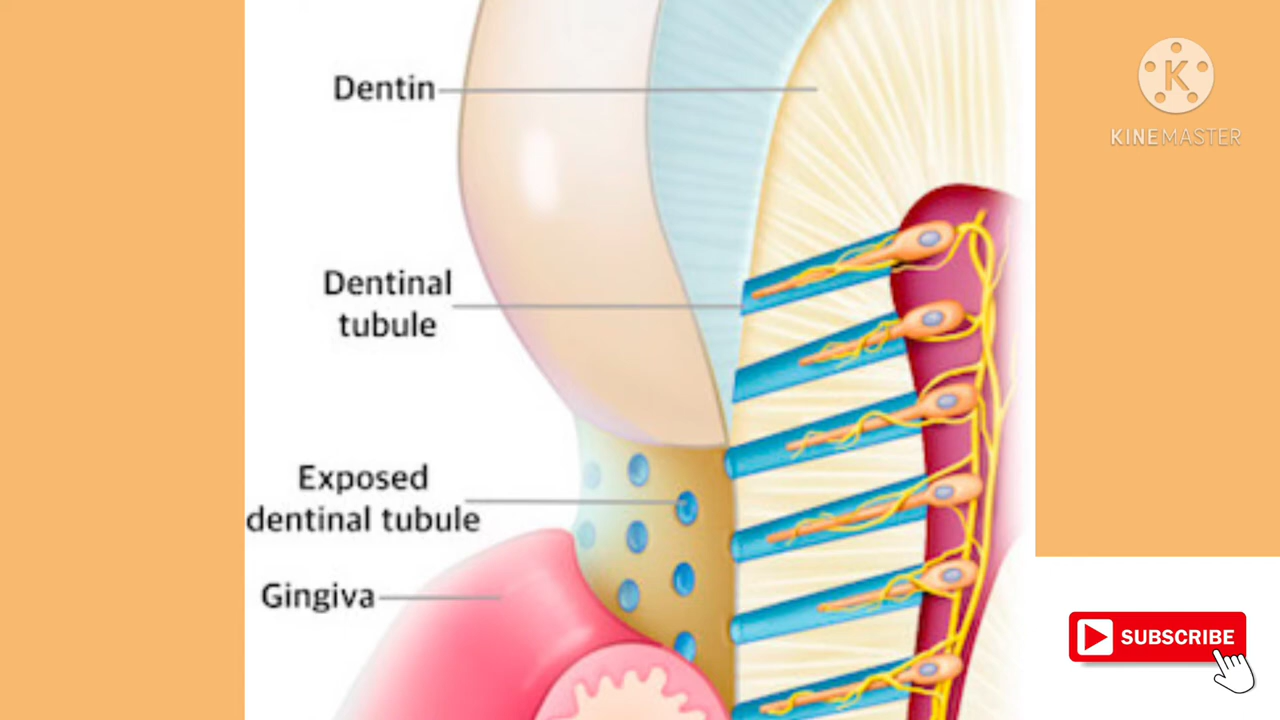 Dentin
K
KINEMASTER
Dentinal
tubule
Exposed
dentinal tubule
Gingiva
SUBSCRIBE